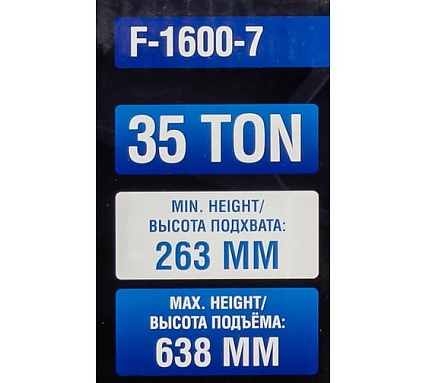 F-1600-7
35 TON
MIN. HEIGHT/
ВЫСОТА ПОДХВАТА:
263 MM
MAX. HEIGHT/
ВЫСОТА ПОДЪЁМА:
638 MM